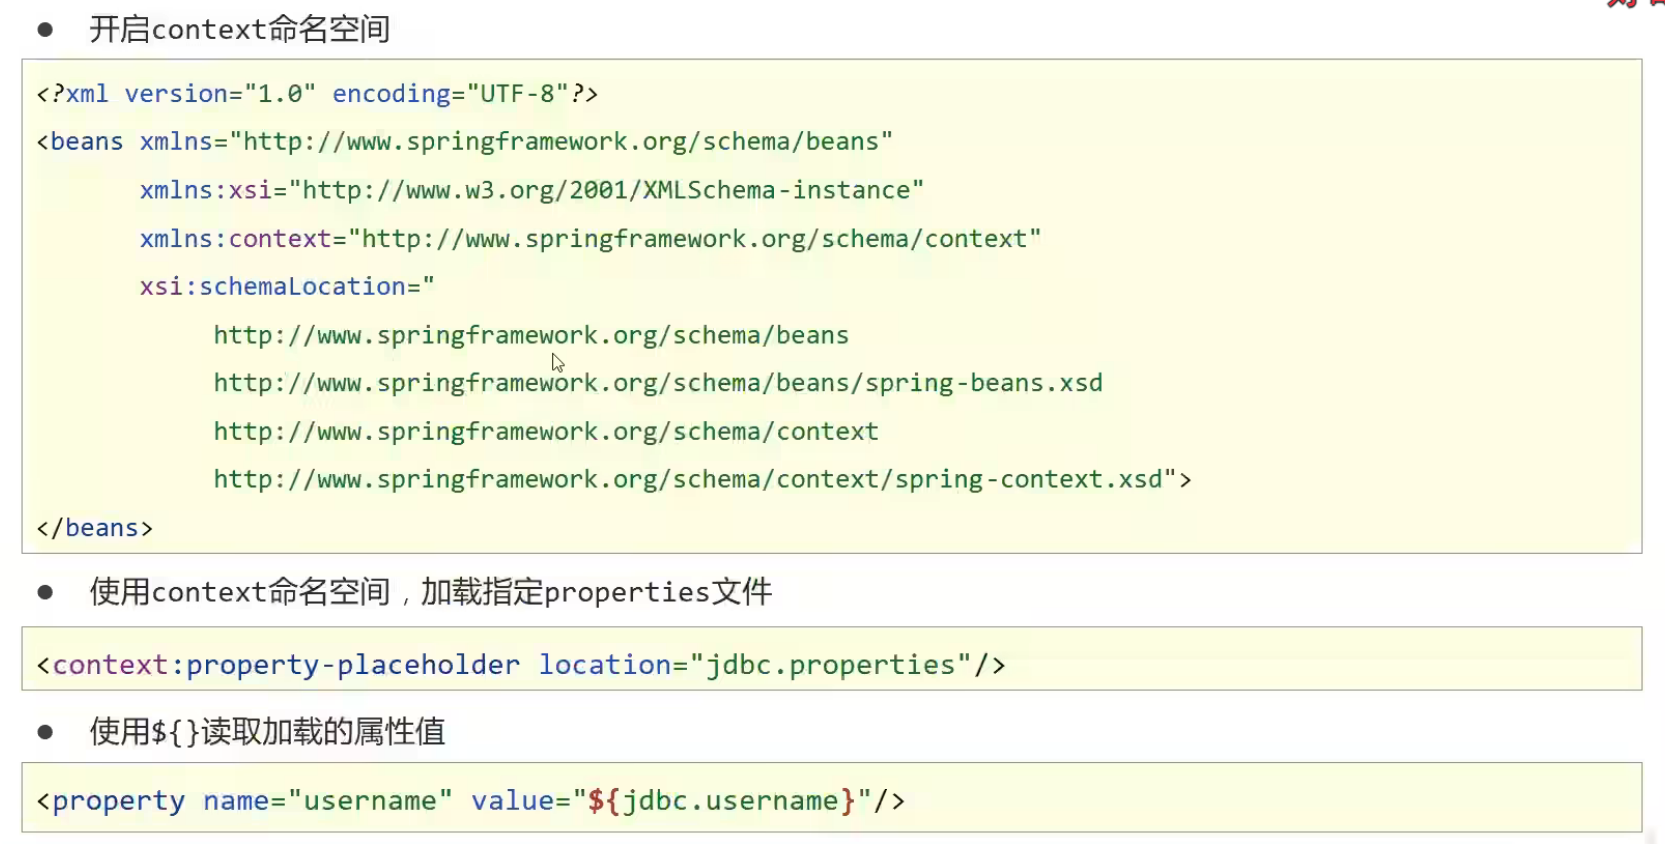 ● 开启context命名空间
<?xml version="1.0" encoding="UTF-8"?>
<beans xmlns="http://www.springframework.org/schema/beans"
xmlns:xsi="http://www.w3.org/2001/XMLSchema-instance"
xmlns:context="http://www.springframework.org/schema/context"
xsi:schemaLocation="
http://www.springframework.org/schema/beans
http://www.springframework.org/schema/beans/spring-beans.xsd
http://www.springframework.org/schema/context
http://www.springframework.org/schema/context/spring-context.xsd">
</beans>
● 使用context命名空间，加载指定properties文件
<context:property-placeholder location="jdbc.properties"/>
● 使用${}读取加载的属性值
<property name="username" value="${jdbc.username}"/>